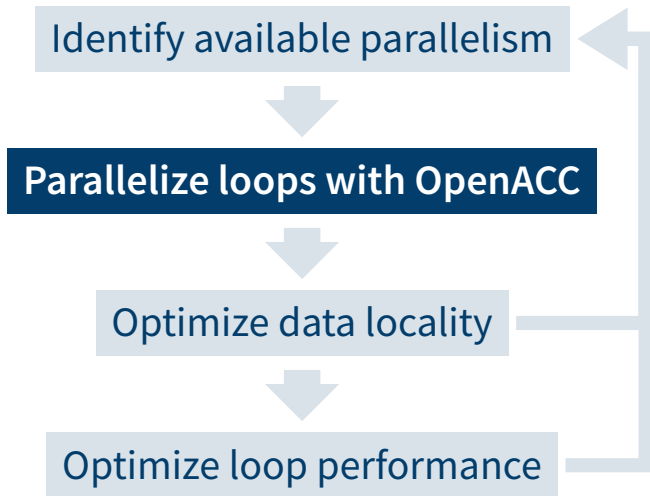 Identify available parallelism
Parallelize loops with OpenACC
Optimize data locality
Optimize loop performance